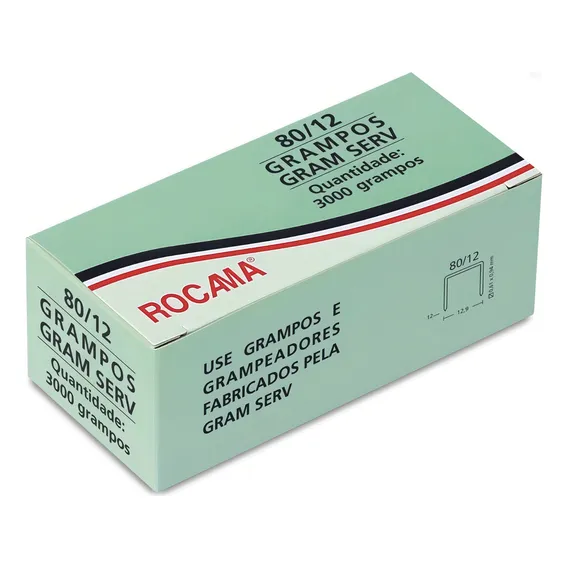 80/12
GRAMPOS
GRAM SERV
Quantidade:
3000 grampos
ROCAMA®
80/12
GRAMPOS
GRAM SERV
Quantidade:
3000 grampos
USE GRAMPOS E
GRAMPEADORES
FABRICADOS PELA
GRAM SERV
80/12
12
12,9